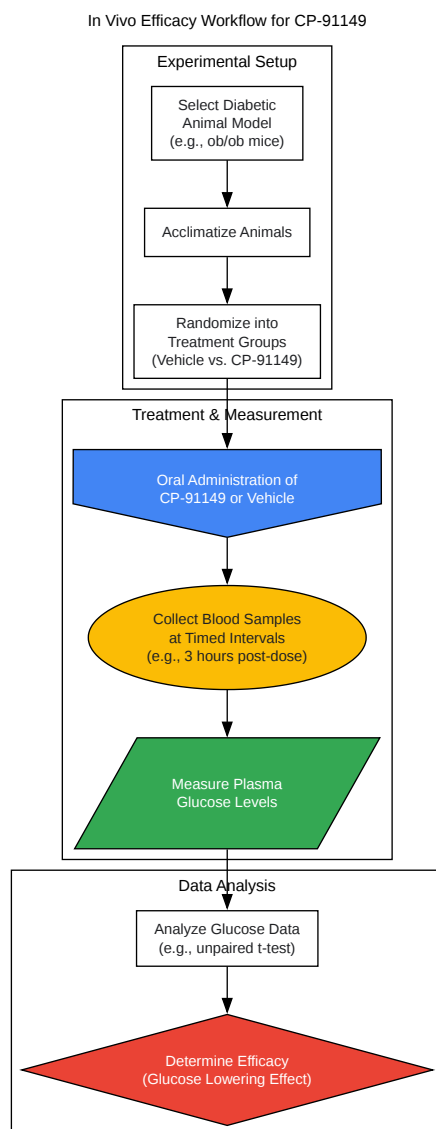 In Vivo Efficacy Workflow for CP-91149
Experimental Setup
Select Diabetic
Animal Model
(e.g., ob/ob mice)
Acclimatize Animals
Randomize into
Treatment Groups
(Vehicle vs. CP-91149)
Treatment & Measurement
Oral Administration of
CP-91149 or Vehicle
Collect Blood Samples
at Timed Intervals
(e.g., 3 hours post-dose)
Measure Plasma
Glucose Levels
Data Analysis
Analyze Glucose Data
(e.g., unpaired t-test)
Determine Efficacy
(Glucose Lowering Effect)